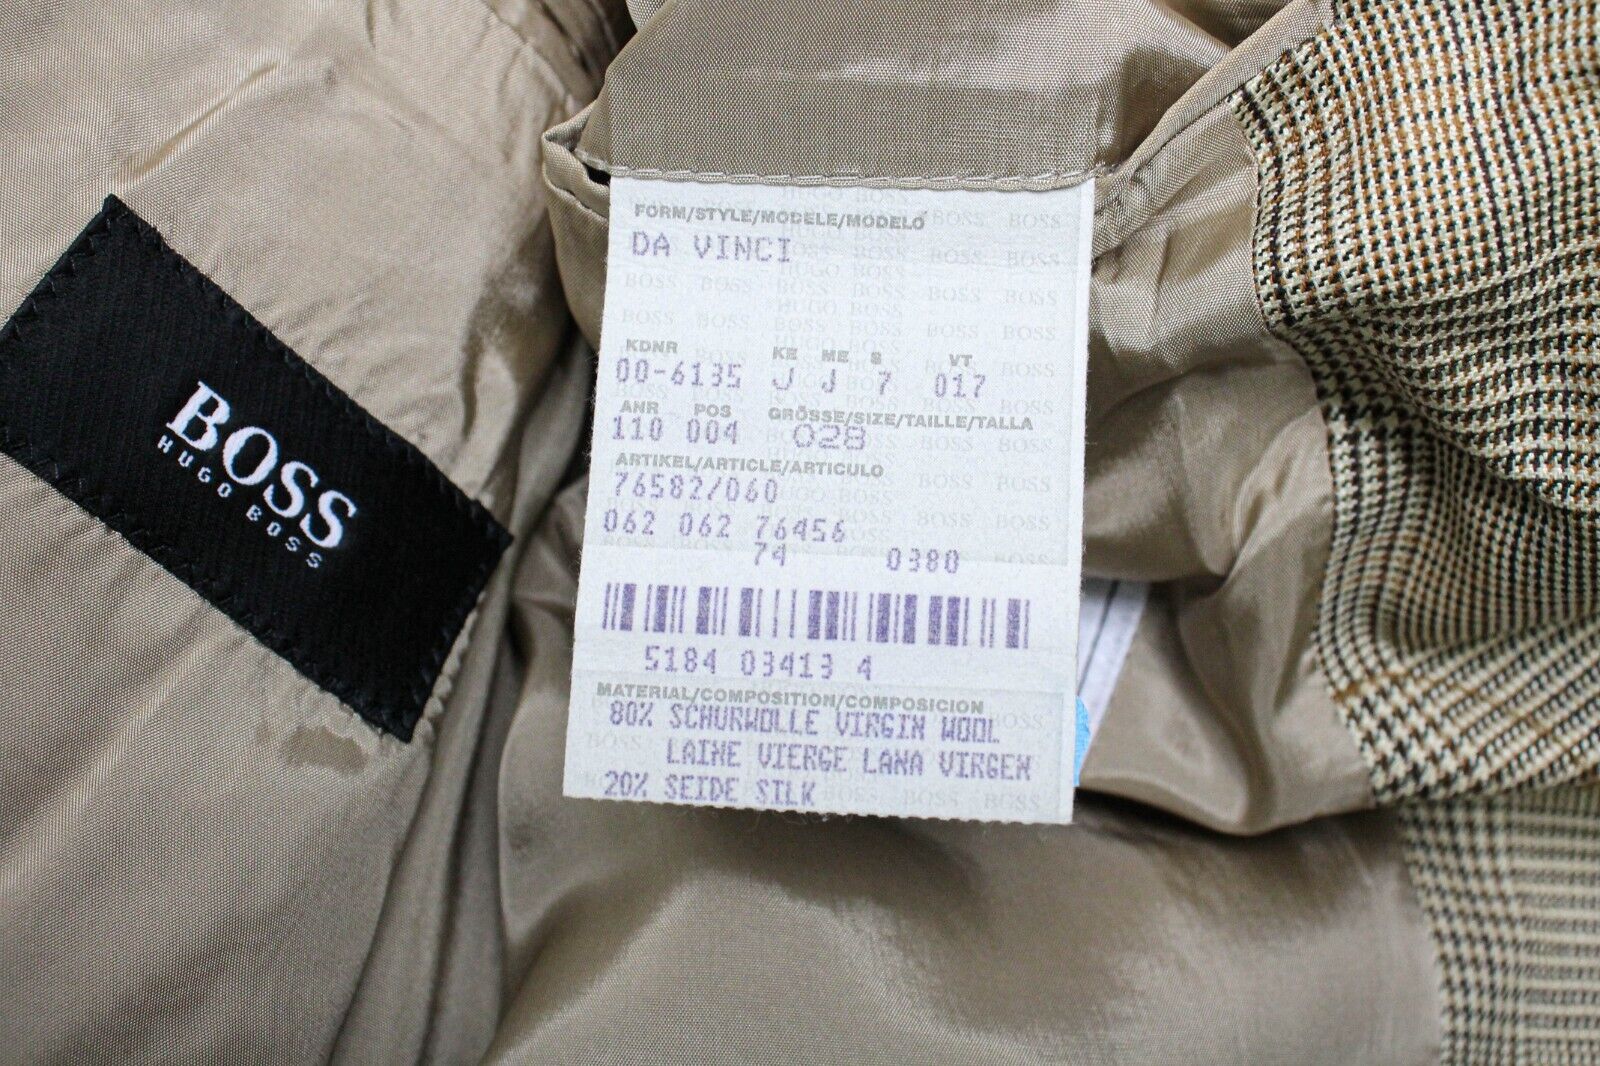 BOSS
HUGO BOSS
FORM/STYLE/MODELE/MODELO
DA VINCI
KDNR KE ME S VT
00-6135 J J 7 017
ANR POS GRÖSSE/SIZE/TAILLE/TALLA
110 004 028
ARTIKEL/ARTICLE/ARTICULO
76582/060
062 062 76456
74 0380
5184 03413 4
MATERIAL/COMPOSITION/COMPOSICION
80% SCHURWOLLE VIRGIN WOOL
LAINE VIERGE LANA VIRGEN
20% SEIDE SILK